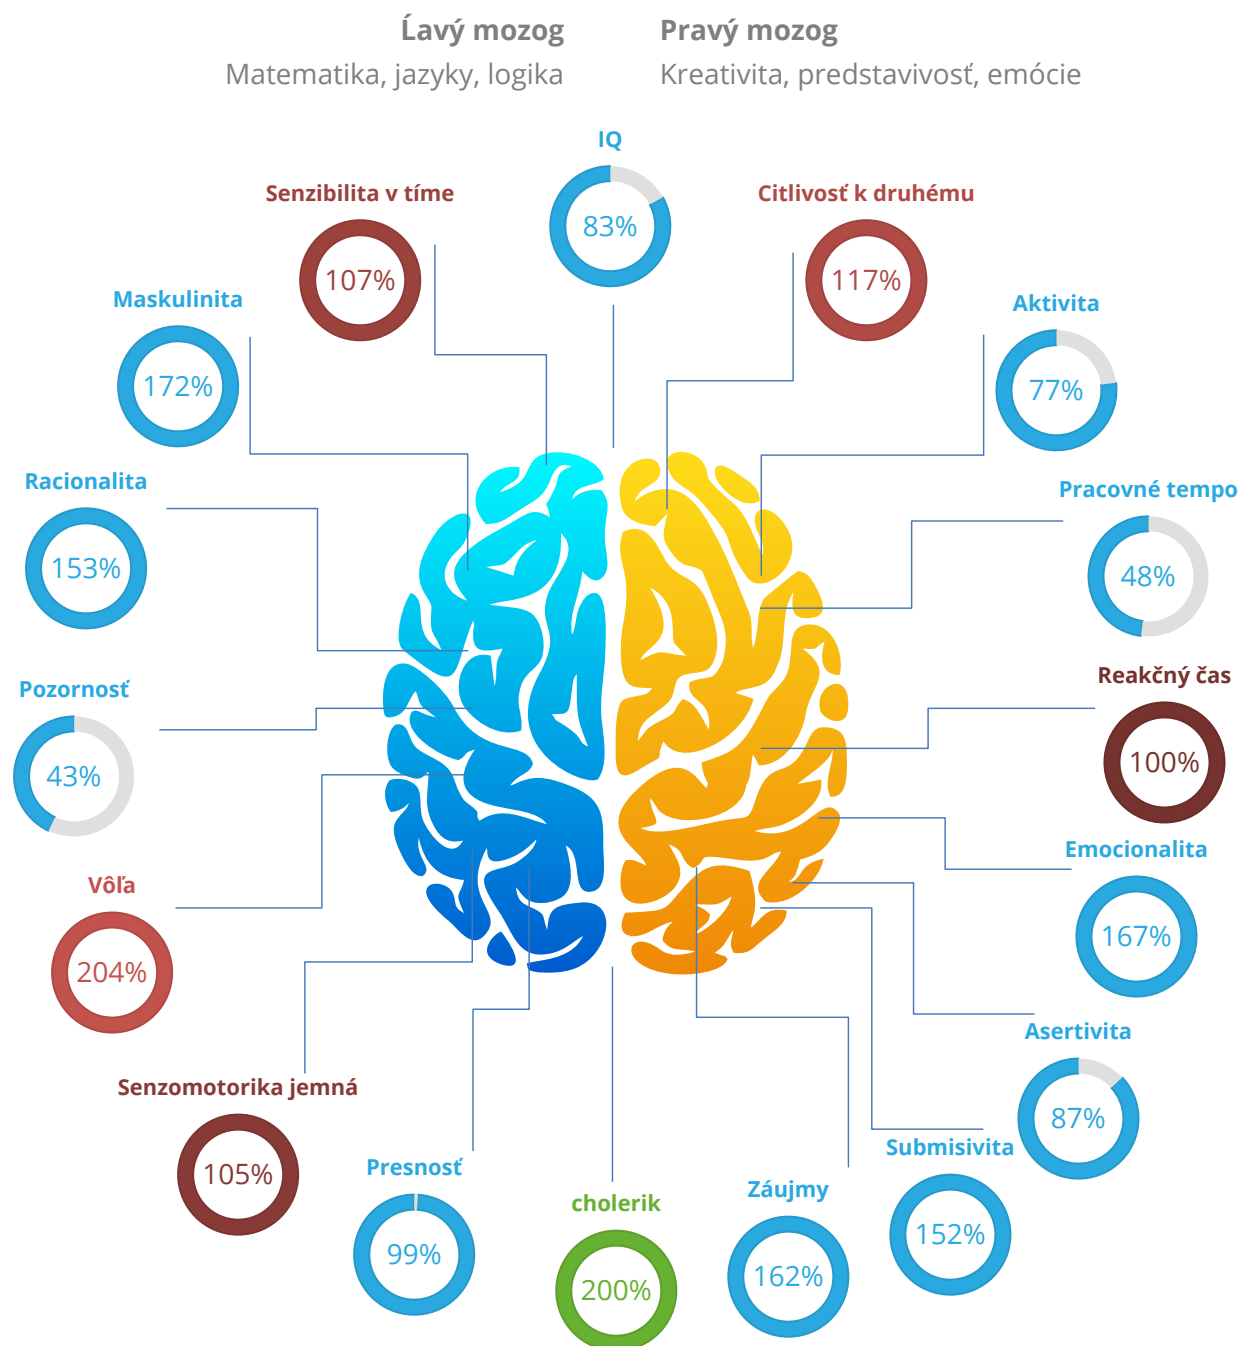 Ĺavý mozog
Matematika, jazyky, logika
Pravý mozog
Kreativita, predstavivosť, emócie
IQ
83%
Senzibilita v tíme
107%
Citlivosť k druhému
117%
Maskulinita
172%
Aktivita
77%
Racionalita
153%
Pracovné tempo
48%
Pozornosť
43%
Reakčný čas
100%
Vôľa
204%
Emocionalita
167%
Senzomotorika jemná
105%
Asertivita
87%
Presnosť
99%
Submisivita
152%
cholerik
200%
Záujmy
162%